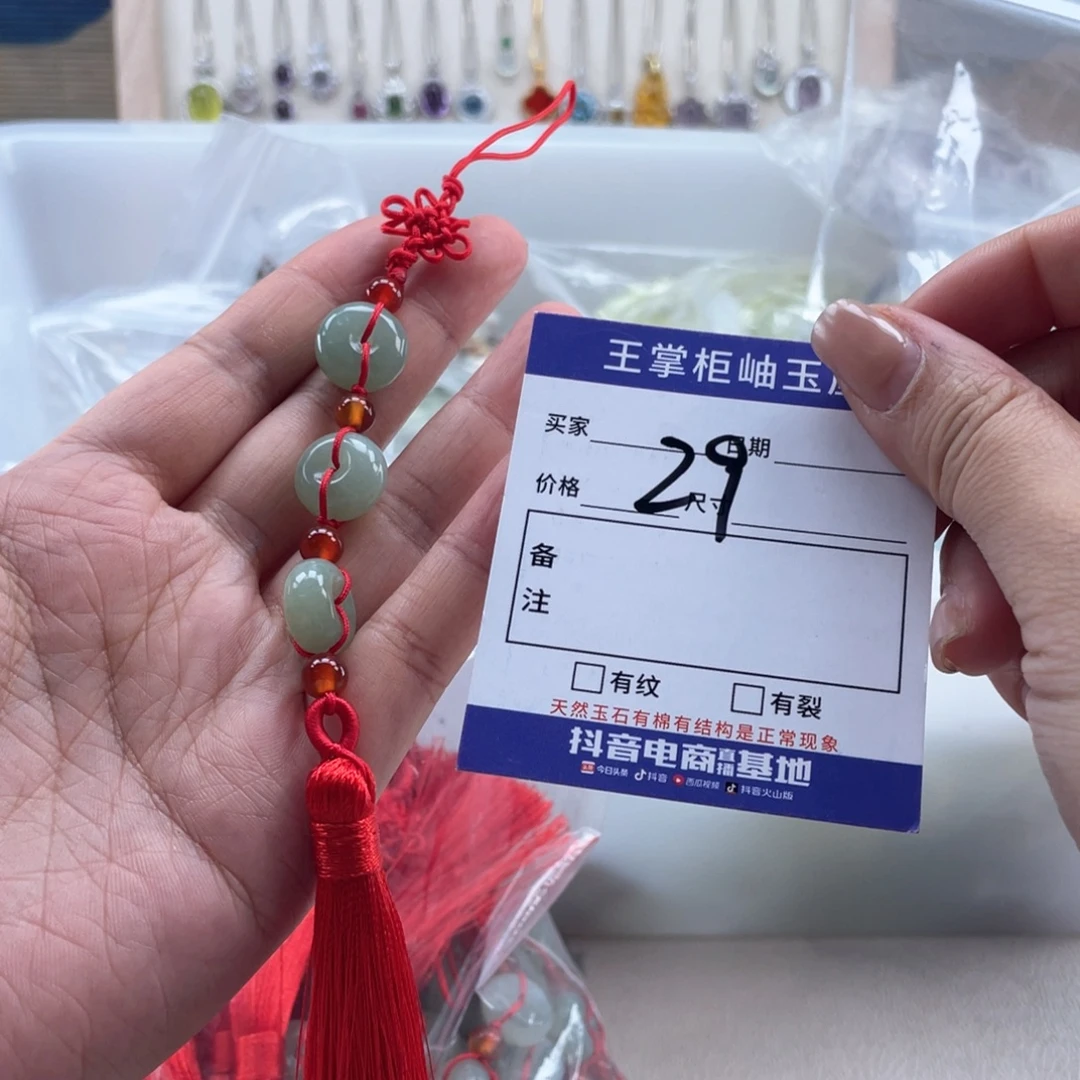 王掌柜岫玉
买家 日期
29
价格 尺寸
备
注
有纹 有裂
天然玉石有棉有结构是正常现象
抖音电商直播基地
今日头条 抖音 西瓜视频 抖音火山版